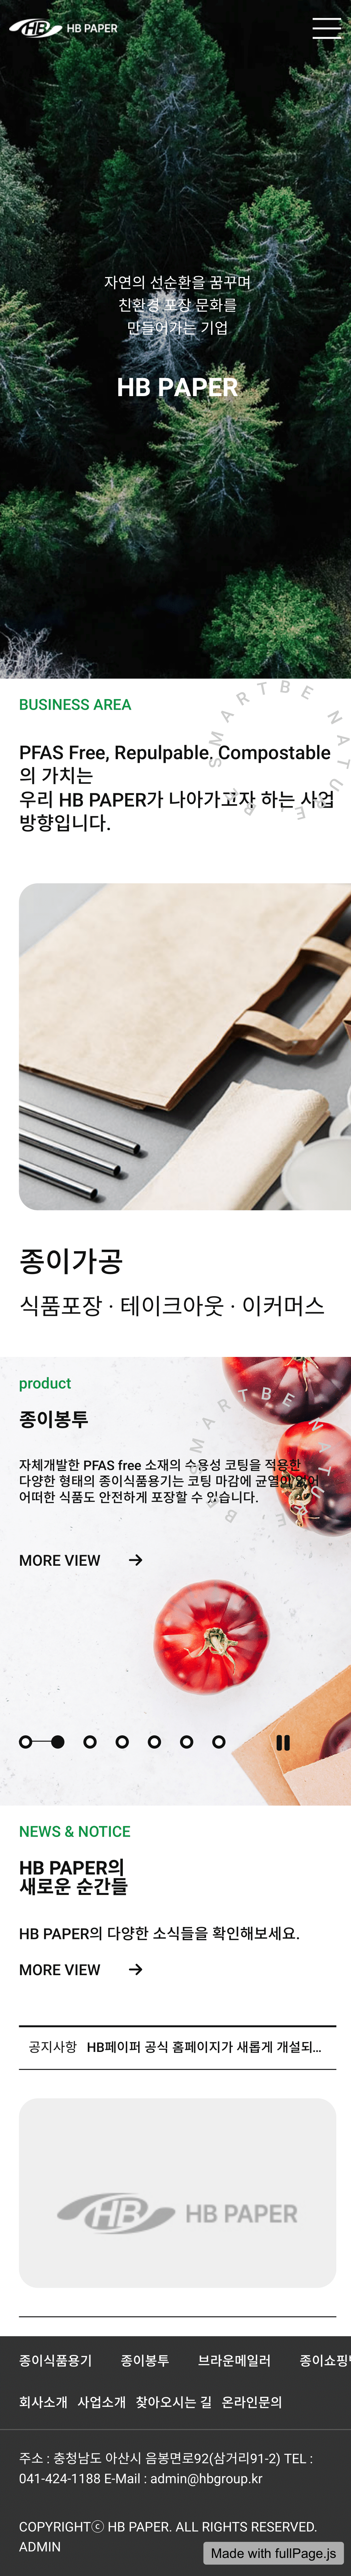 HB HB PAPER
자연의 선순환을 꿈꾸며
친환경 포장 문화를
만들어가는 기업
HB PAPER
BUSINESS AREA
SMARTBE NATURE. BR
PFAS Free, Repulpable, Compostable
의 가치는
우리 HB PAPER가 나아가고자 하는 사업
방향입니다.
종이가공
식품포장 · 테이크아웃 · 이커머스
product
종이봉투
자체개발한 PFAS free 소재의 수용성 코팅을 적용한
다양한 형태의 종이식품용기는 코팅 마감에 균열이 없어
어떠한 식품도 안전하게 포장할 수 있습니다.
MORE VIEW
NEWS & NOTICE
HB PAPER의
새로운 순간들
HB PAPER의 다양한 소식들을 확인해보세요.
MORE VIEW
공지사항 HB페이퍼 공식 홈페이지가 새롭게 개설되...
HB HB PAPER
종이식품용기 종이봉투 브라운메일러
회사소개 사업소개 찾아오시는 길 온라인문의
주소 : 충청남도 아산시 음봉면로92(삼거리91-2) TEL :
041-424-1188 E-Mail : admin@hbgroup.kr
COPYRIGHTⓒ HB PAPER. ALL RIGHTS RESERVED.
ADMIN
Made with fullPage.js